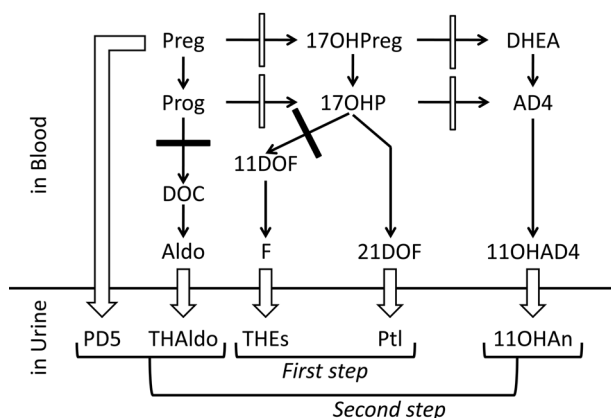 Preg 17OHPreg DHEA
Prog 17OHP AD4
11DOF
DOC
Aldo F 21DOF 11OHAD4
in Blood
PD5 THAldo THEs Ptl 11OHAn
in Urine
First step
Second step